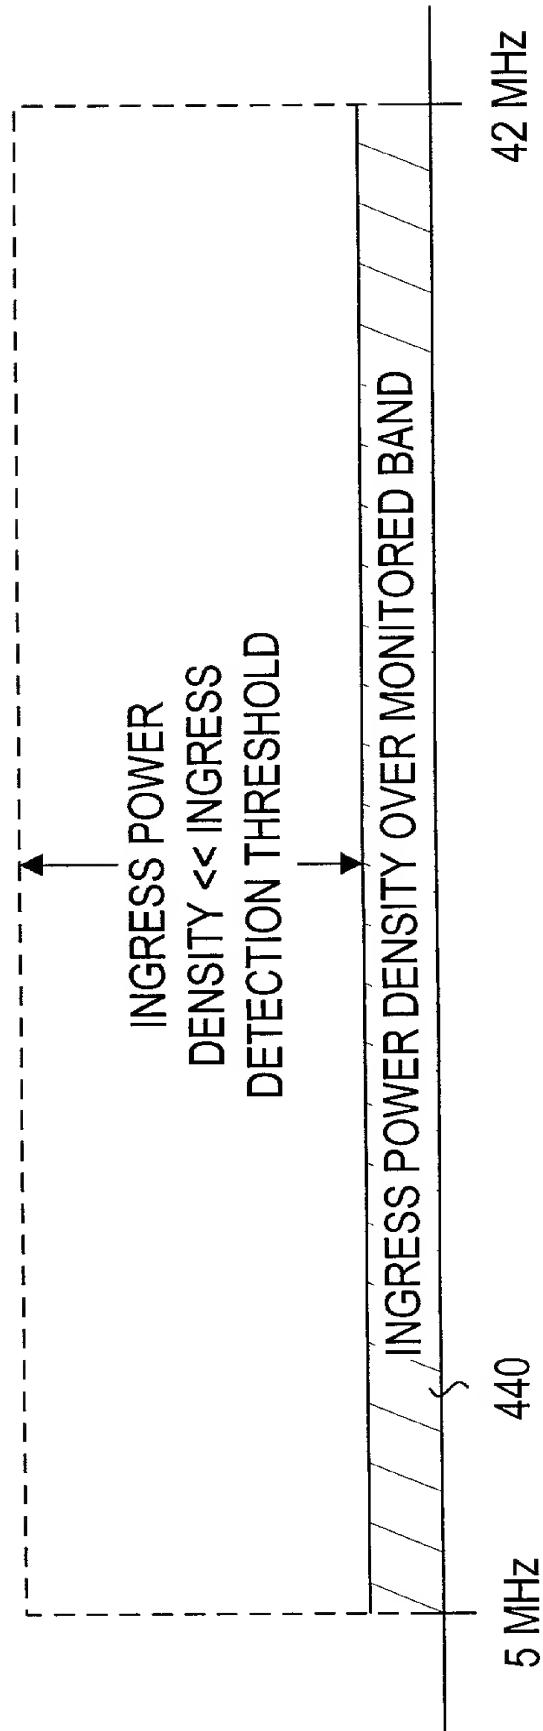 INGRESS POWER
DENSITY << INGRESS
DETECTION THRESHOLD
INGRESS POWER DENSITY OVER MONITORED BAND
5 MHz
440
42 MHz